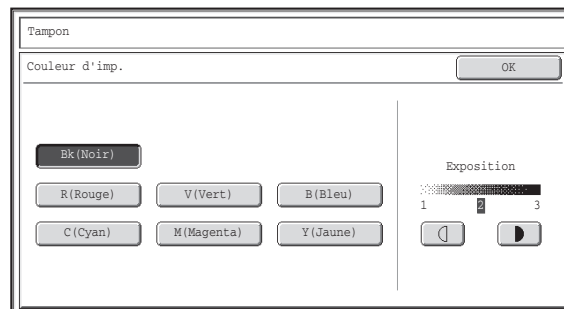 Tampon
Couleur d'imp. OK
Bk(Noir)
Exposition
R(Rouge) V(Vert) B(Bleu)
1 2 3
C(Cyan) M(Magenta) Y(Jaune)